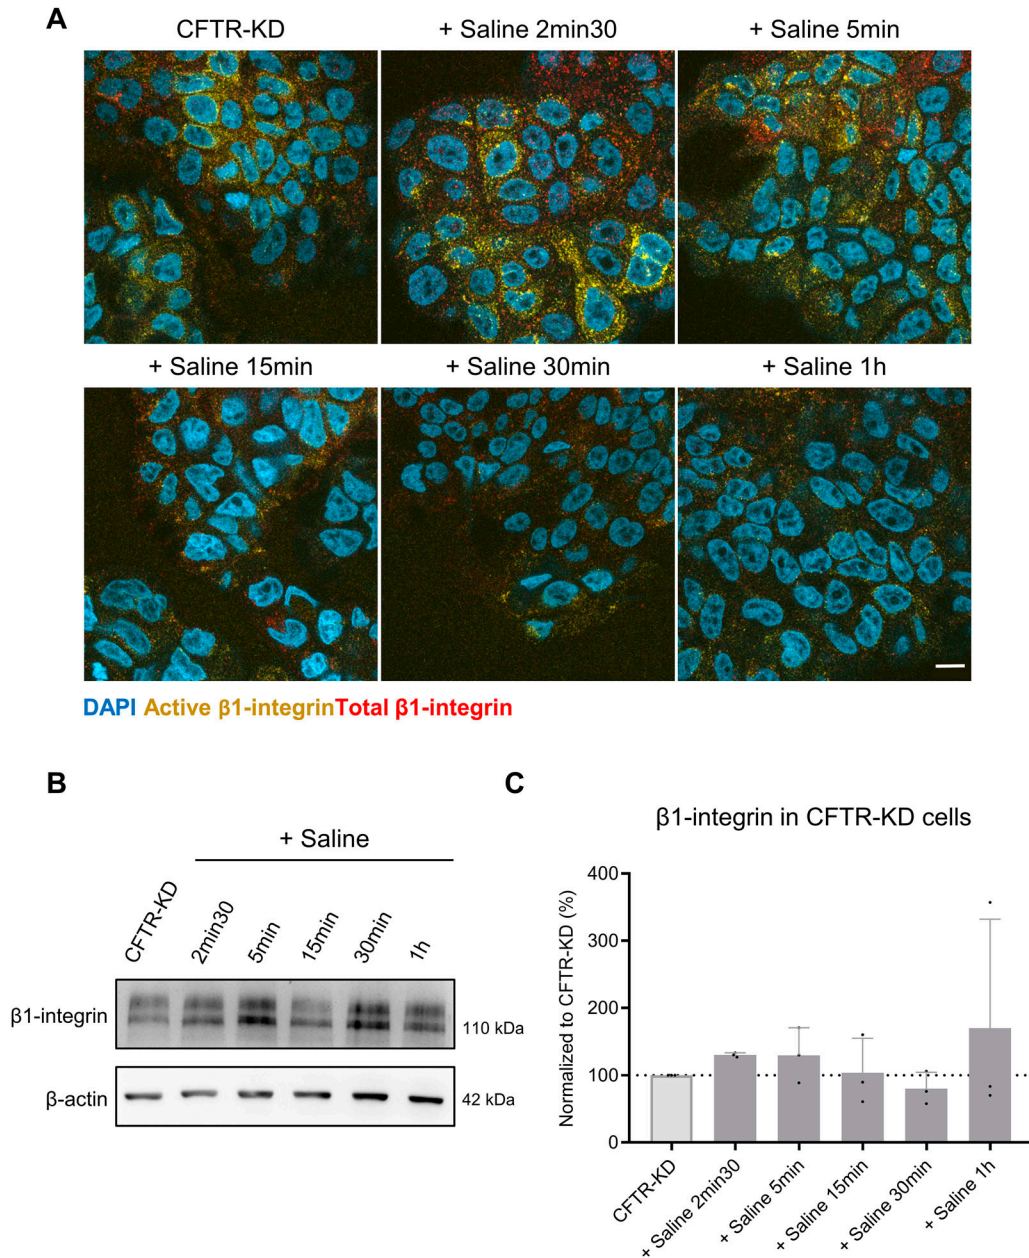 A
CFTR-KD
+ Saline 2min30
+ Saline 5min
+ Saline 15min
+ Saline 30min
+ Saline 1h
DAPI Active β1-integrinTotal β1-integrin
B
+ Saline
CFTR-KD
2min30
5min
15min
30min
1h
β1-integrin
110 kDa
β-actin
42 kDa
C
β1-integrin in CFTR-KD cells
Normalized to CFTR-KD (%)
400
300
200
100
0
CFTR-KD
+ Saline 2min30
+ Saline 5min
+ Saline 15min
+ Saline 30min
+ Saline 1h